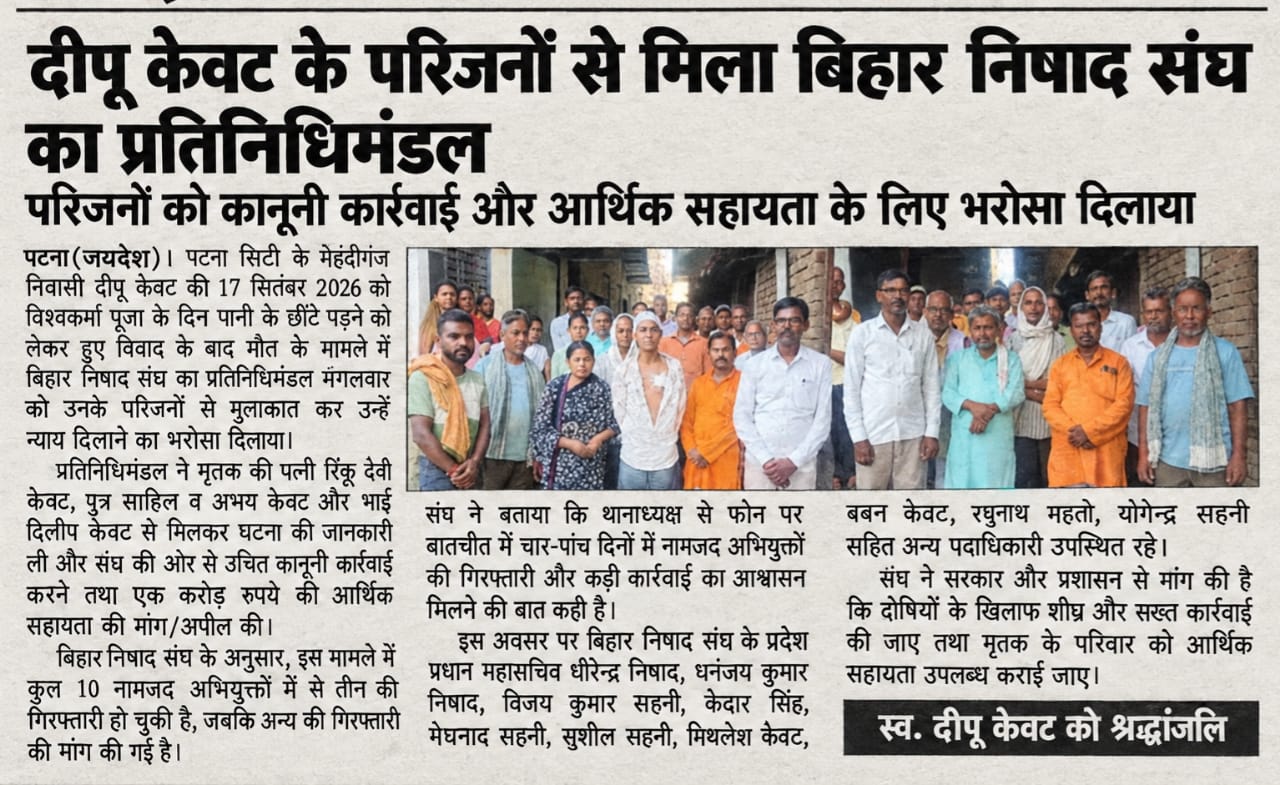 दीपू केवट के परिजनों से मिला बिहार निषाद संघ
का प्रतिनिधिमंडल
परिजनों को कानूनी कार्रवाई और आर्थिक सहायता के लिए भरोसा दिलाया
पटना(जयदेश)। पटना सिटी के मेहंदीगंज
निवासी दीपू केवट की 17 सितंबर 2026 को
विश्वकर्मा पूजा के दिन पानी के छींटे पड़ने को
लेकर हुए विवाद के बाद मौत के मामले में
बिहार निषाद संघ का प्रतिनिधिमंडल मंगलवार
को उनके परिजनों से मुलाकात कर उन्हें
न्याय दिलाने का भरोसा दिलाया।
प्रतिनिधिमंडल ने मृतक की पत्नी रिंकू देवी
केवट, पुत्र साहिल व अभय केवट और भाई
दिलीप केवट से मिलकर घटना की जानकारी
ली और संघ की ओर से उचित कानूनी कार्रवाई
करने तथा एक करोड़ रुपये की आर्थिक
सहायता की मांग/अपील की।
बिहार निषाद संघ के अनुसार, इस मामले में
कुल 10 नामजद अभियुक्तों में से तीन की
गिरफ्तारी हो चुकी है, जबकि अन्य की गिरफ्तारी
की मांग की गई है।
संघ ने बताया कि थानाध्यक्ष से फोन पर
बातचीत में चार-पांच दिनों में नामजद अभियुक्तों
की गिरफ्तारी और कड़ी कार्रवाई का आश्वासन
मिलने की बात कही है।
इस अवसर पर बिहार निषाद संघ के प्रदेश
प्रधान महासचिव धीरेन्द्र निषाद, धनंजय कुमार
निषाद, विजय कुमार सहनी, केदार सिंह,
मेघनाद सहनी, सुशील सहनी, मिथलेश केवट,
बबन केवट, रघुनाथ महतो, योगेन्द्र सहनी
सहित अन्य पदाधिकारी उपस्थित रहे।
संघ ने सरकार और प्रशासन से मांग की है
कि दोषियों के खिलाफ शीघ्र और सख्त कार्रवाई
की जाए तथा मृतक के परिवार को आर्थिक
सहायता उपलब्ध कराई जाए।
स्व. दीपू केवट को श्रद्धांजलि